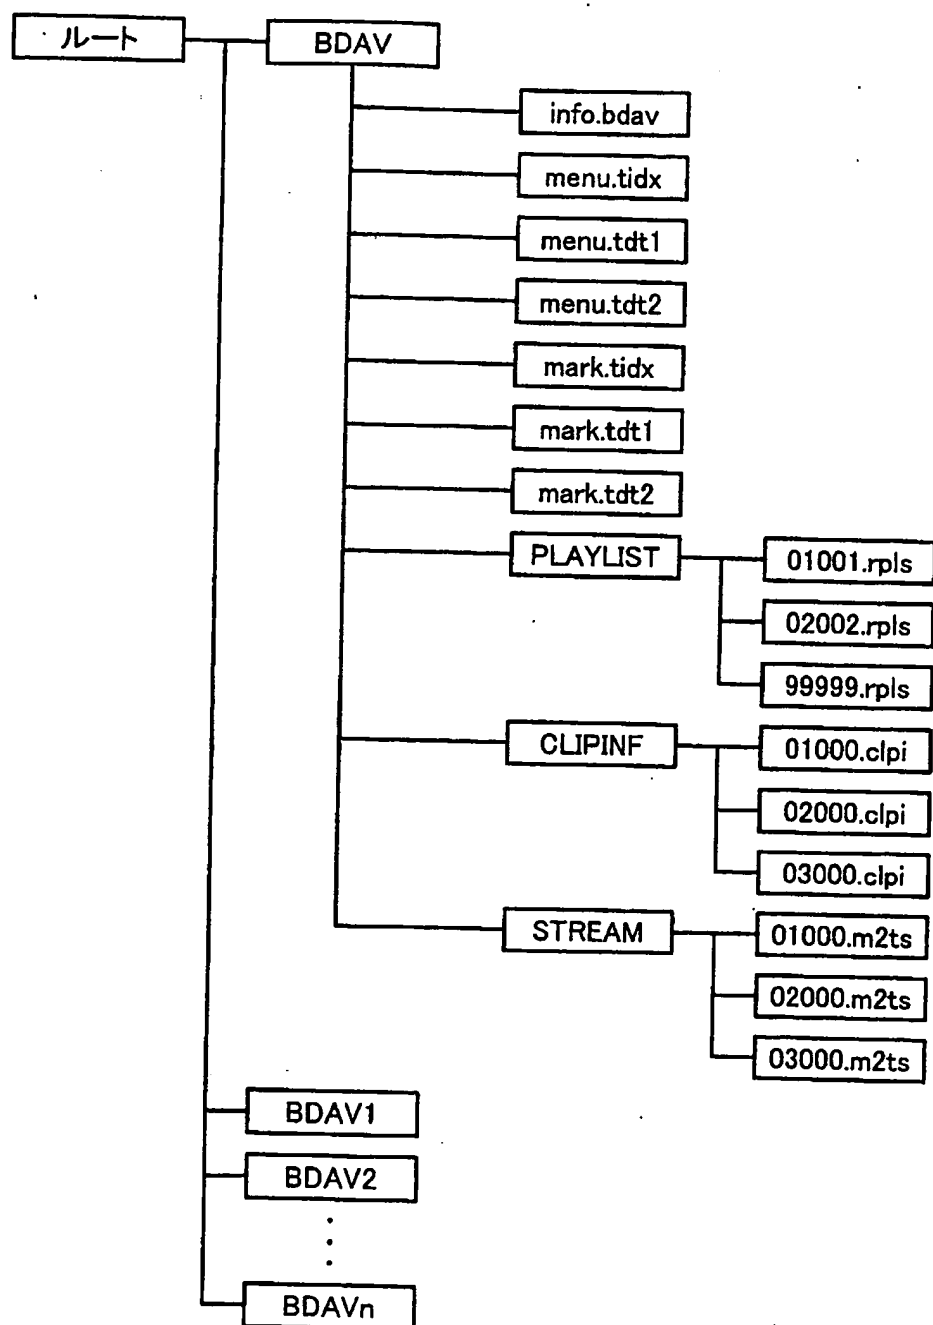 ルート
BDAV
info.bdav
menu.tidx
menu.tdt1
menu.tdt2
mark.tidx
mark.tdt1
mark.tdt2
PLAYLIST
01001.rpls
02002.rpls
99999.rpls
CLIPINF
01000.clpi
02000.clpi
03000.clpi
STREAM
01000.m2ts
02000.m2ts
03000.m2ts
BDAV1
BDAV2
BDAVn